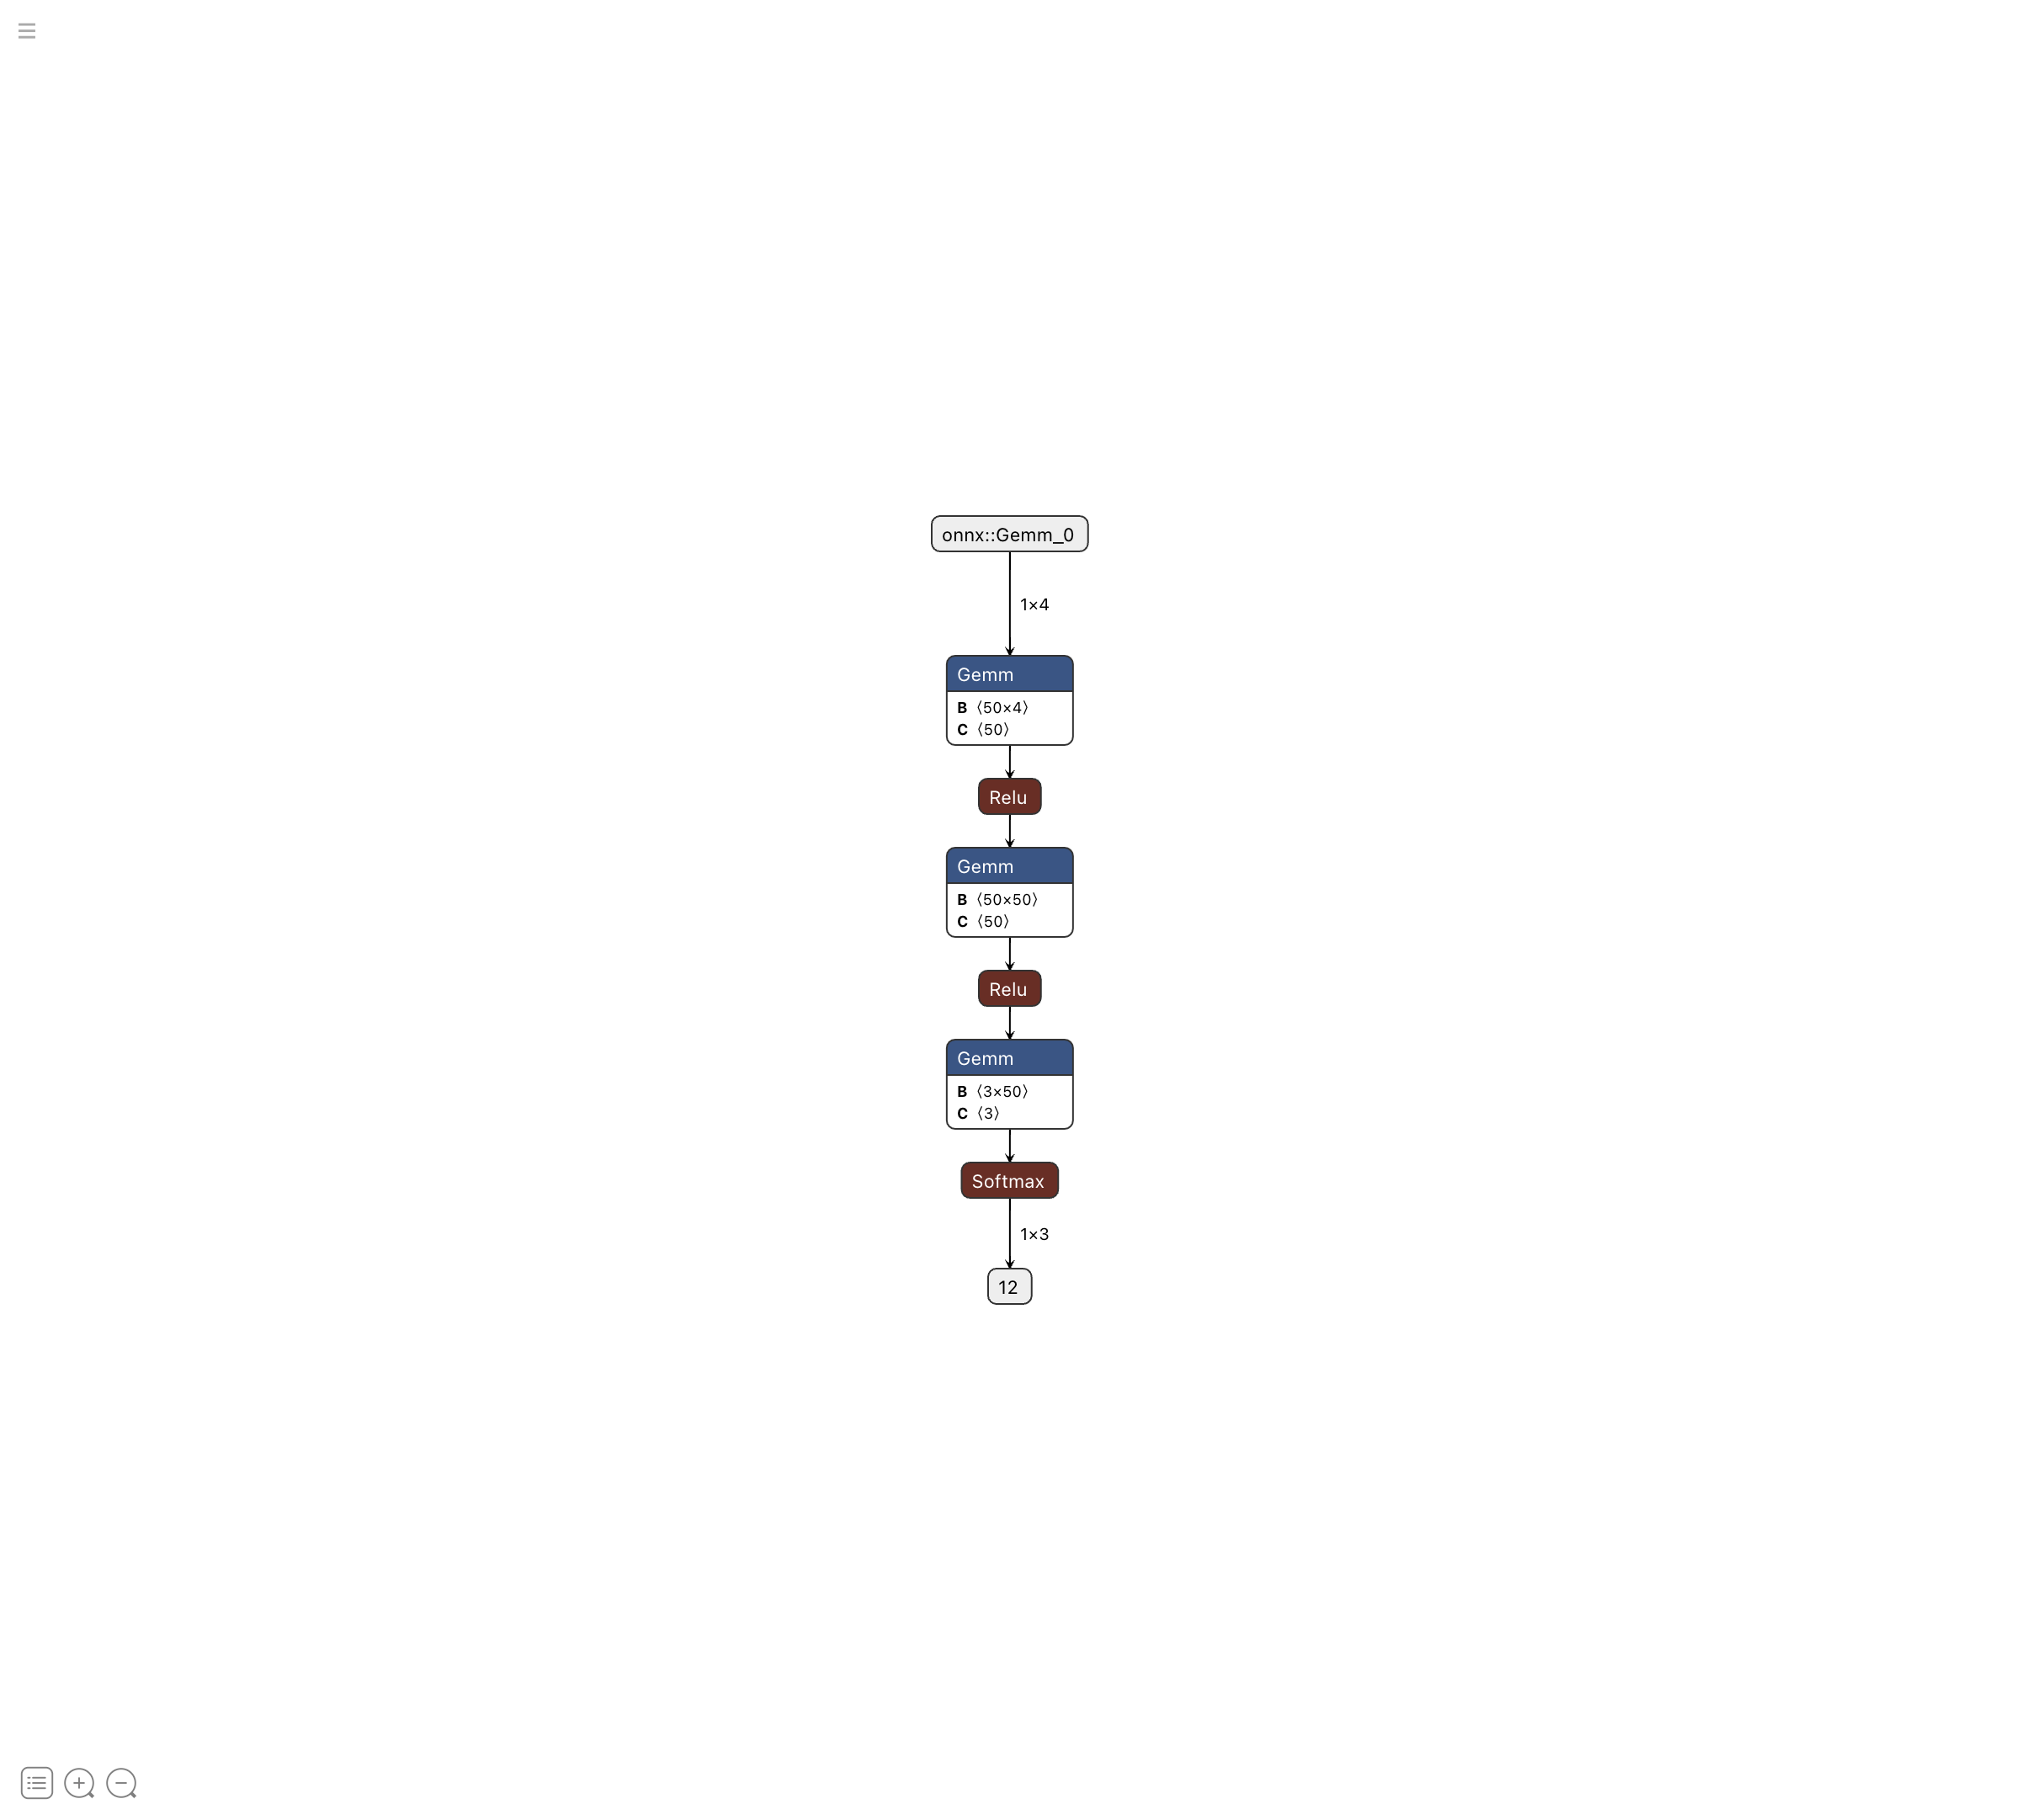 onnx::Gemm_0
1×4
Gemm
B ⟨50×4⟩
C ⟨50⟩
Relu
Gemm
B ⟨50×50⟩
C ⟨50⟩
Relu
Gemm
B ⟨3×50⟩
C ⟨3⟩
Softmax
1×3
12